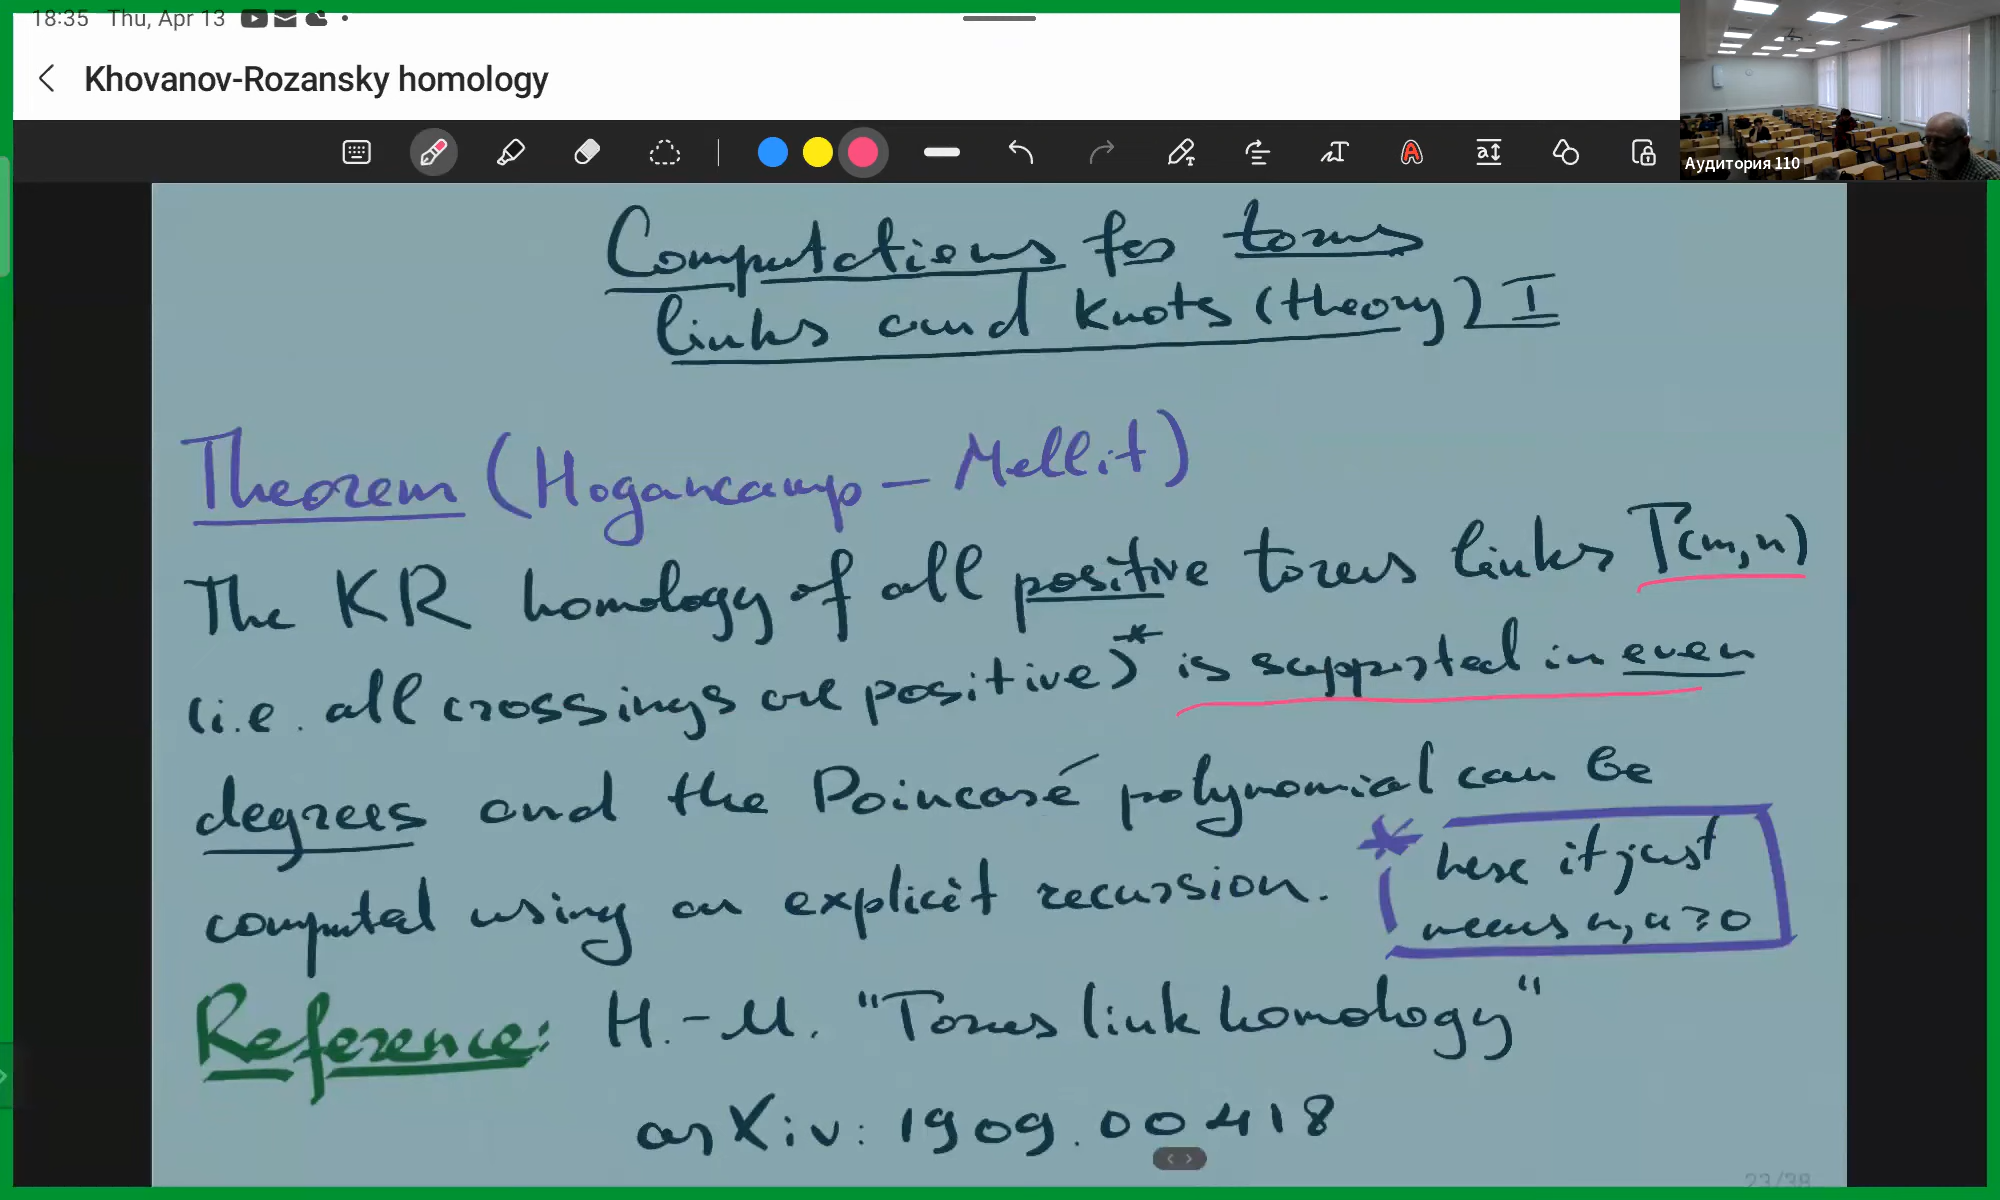 18:35 Thu, Apr 13
Khovanov-Rozansky homology
Аудитория 110
Computations for torus
links and knots (theory) I
Theorem (Hogancamp - Mellit)
The KR homology of all positive torus links T(m,n)
(i.e. all crossings are positive)* is supported in even
degrees and the Poincaré polynomial can be
computed using an explicit recursion.
* here it just
means m, n ≥ 0
Reference: H.-M. "Torus link homology"
arXiv: 1909.00418
23/38